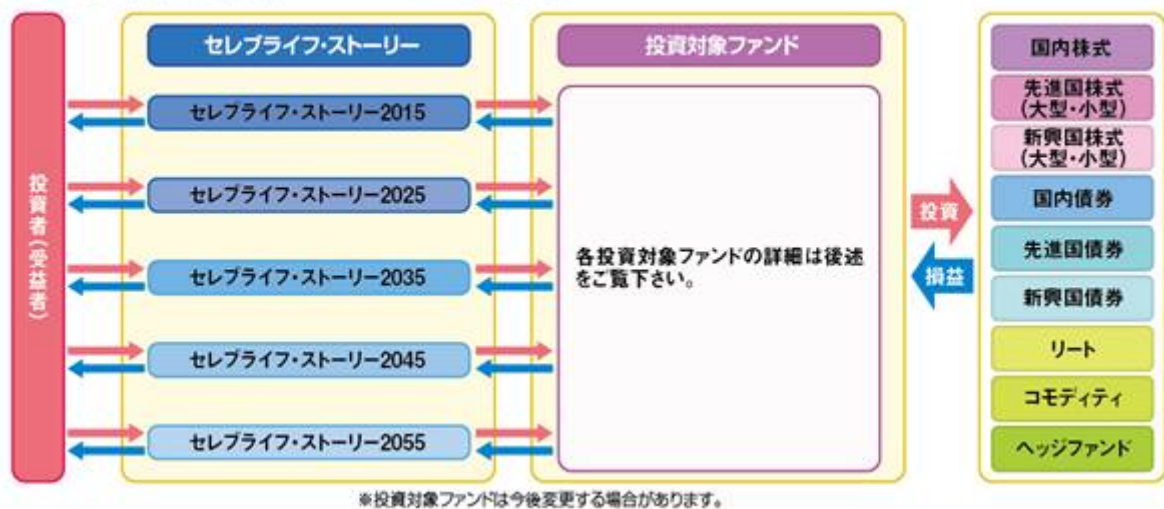 投資者(受益者)
セレブライフ・ストーリー
セレブライフ・ストーリー2015
セレブライフ・ストーリー2025
セレブライフ・ストーリー2035
セレブライフ・ストーリー2045
セレブライフ・ストーリー2055
投資対象ファンド
各投資対象ファンドの詳細は後述
をご覧下さい。
投資
損益
国内株式
先進国株式
(大型・小型)
新興国株式
(大型・小型)
国内債券
先進国債券
新興国債券
リート
コモディティ
ヘッジファンド
※投資対象ファンドは今後変更する場合があります。